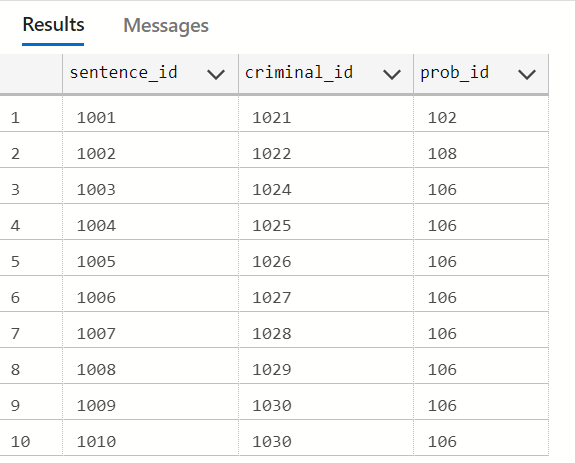 Results Messages
sentence_id criminal_id prob_id
1 1001 1021 102
2 1002 1022 108
3 1003 1024 106
4 1004 1025 106
5 1005 1026 106
6 1006 1027 106
7 1007 1028 106
8 1008 1029 106
9 1009 1030 106
10 1010 1030 106